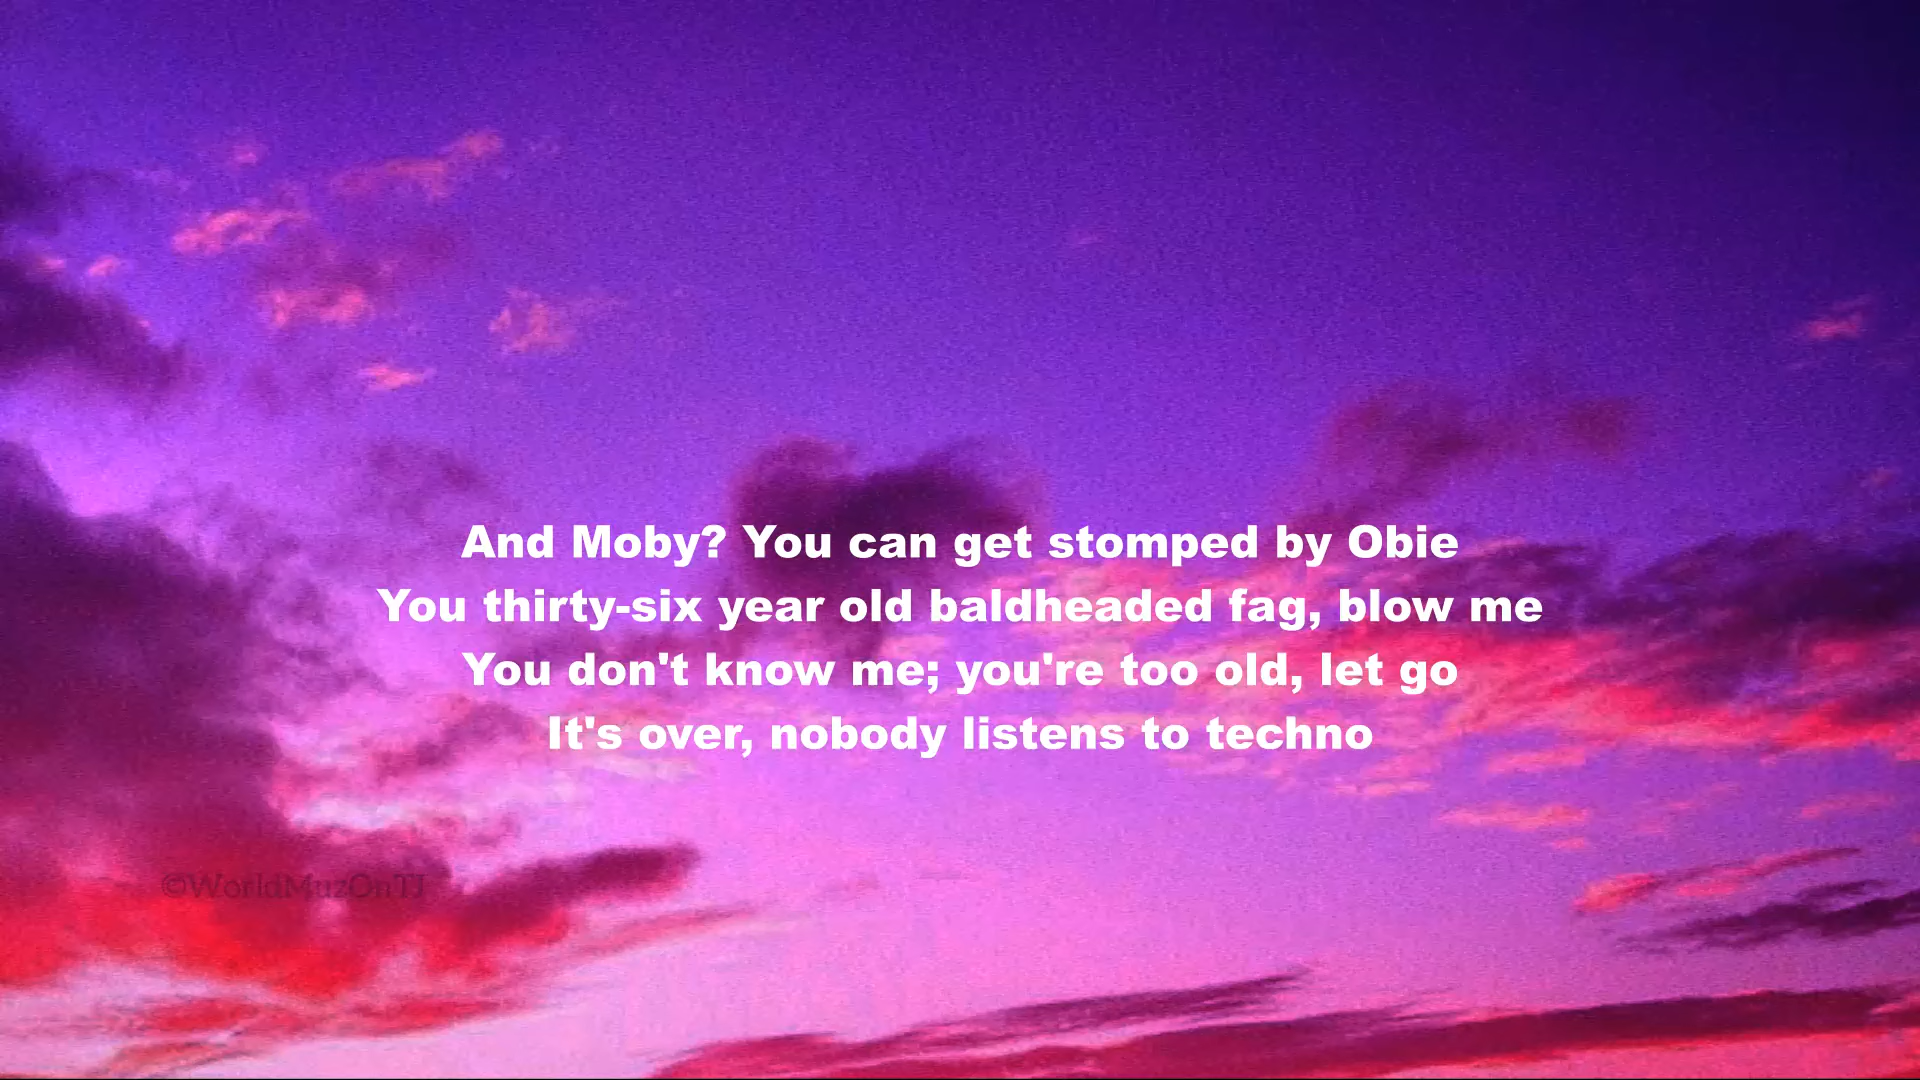 And Moby? You can get stomped by Obie
You thirty-six year old baldheaded fag, blow me
You don't know me; you're too old, let go
It's over, nobody listens to techno
©WorldMuzOnTJ